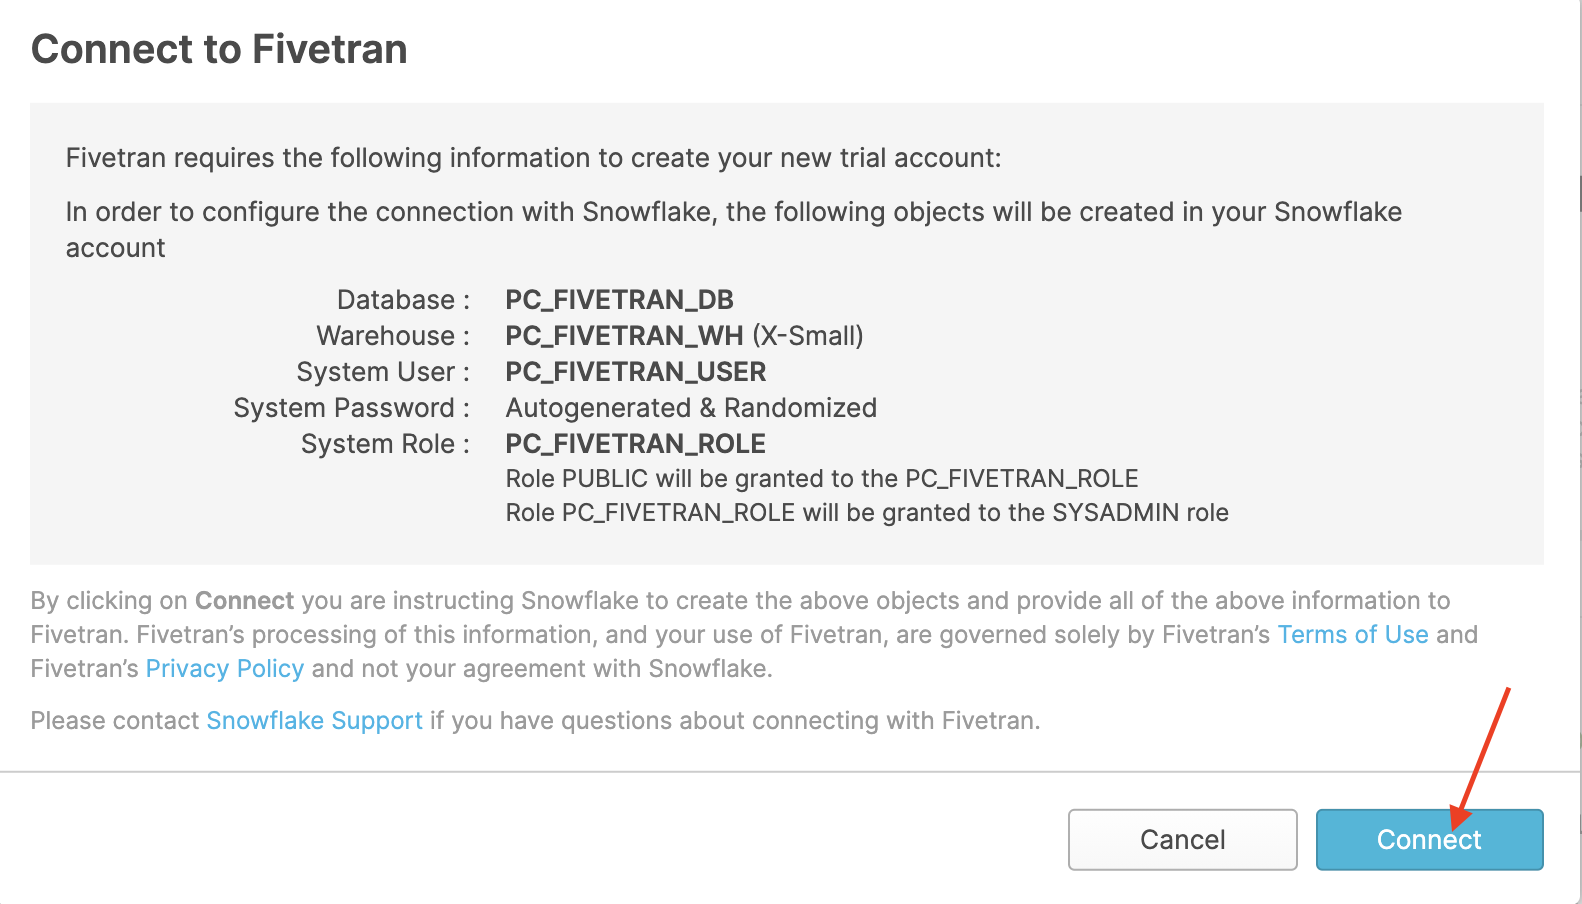 Connect to Fivetran
Fivetran requires the following information to create your new trial account:
In order to configure the connection with Snowflake, the following objects will be created in your Snowflake
account
Database : PC_FIVETRAN_DB
Warehouse : PC_FIVETRAN_WH (X-Small)
System User : PC_FIVETRAN_USER
System Password : Autogenerated & Randomized
System Role : PC_FIVETRAN_ROLE
Role PUBLIC will be granted to the PC_FIVETRAN_ROLE
Role PC_FIVETRAN_ROLE will be granted to the SYSADMIN role
By clicking on Connect you are instructing Snowflake to create the above objects and provide all of the above information to
Fivetran. Fivetran’s processing of this information, and your use of Fivetran, are governed solely by Fivetran’s Terms of Use and
Fivetran’s Privacy Policy and not your agreement with Snowflake.
Please contact Snowflake Support if you have questions about connecting with Fivetran.
Cancel Connect